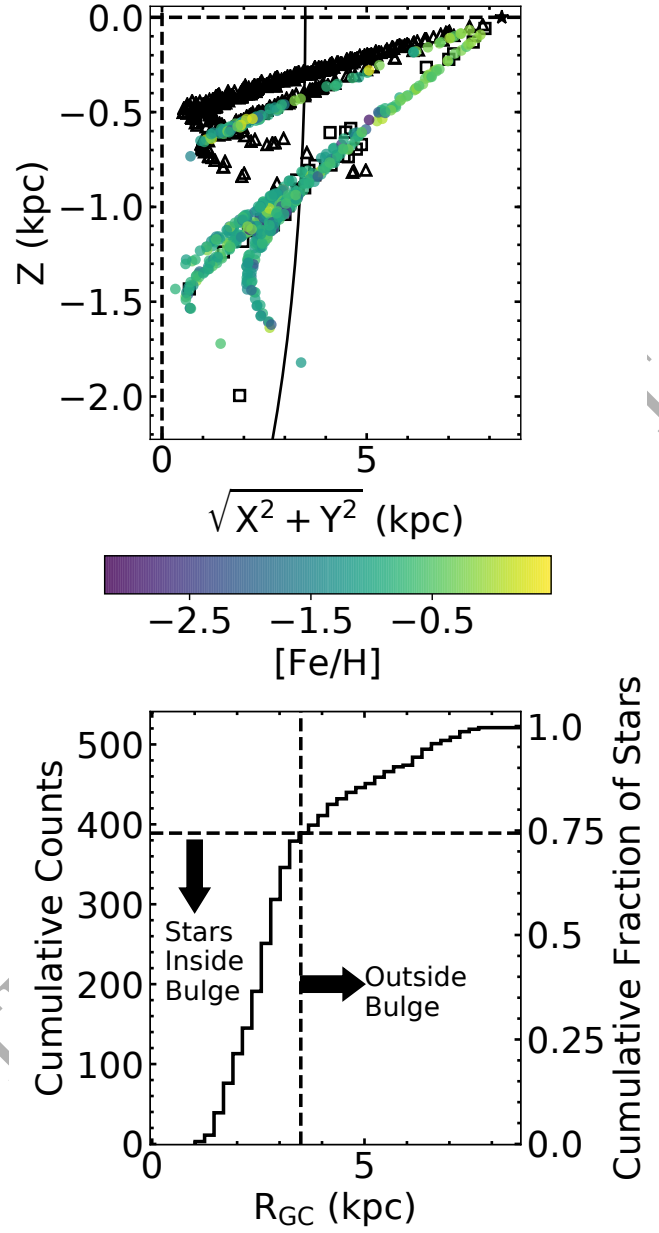 0.0
−0.5
−1.0
−1.5
−2.0
Z (kpc)
0 5
√X² + Y² (kpc)
−2.5 −1.5 −0.5
[Fe/H]
500
400
300
200
100
0
Cumulative Counts
1.0
0.75
0.5
0.25
0.0
Cumulative Fraction of Stars
Stars
Inside
Bulge
Outside
Bulge
0 5
R_GC (kpc)